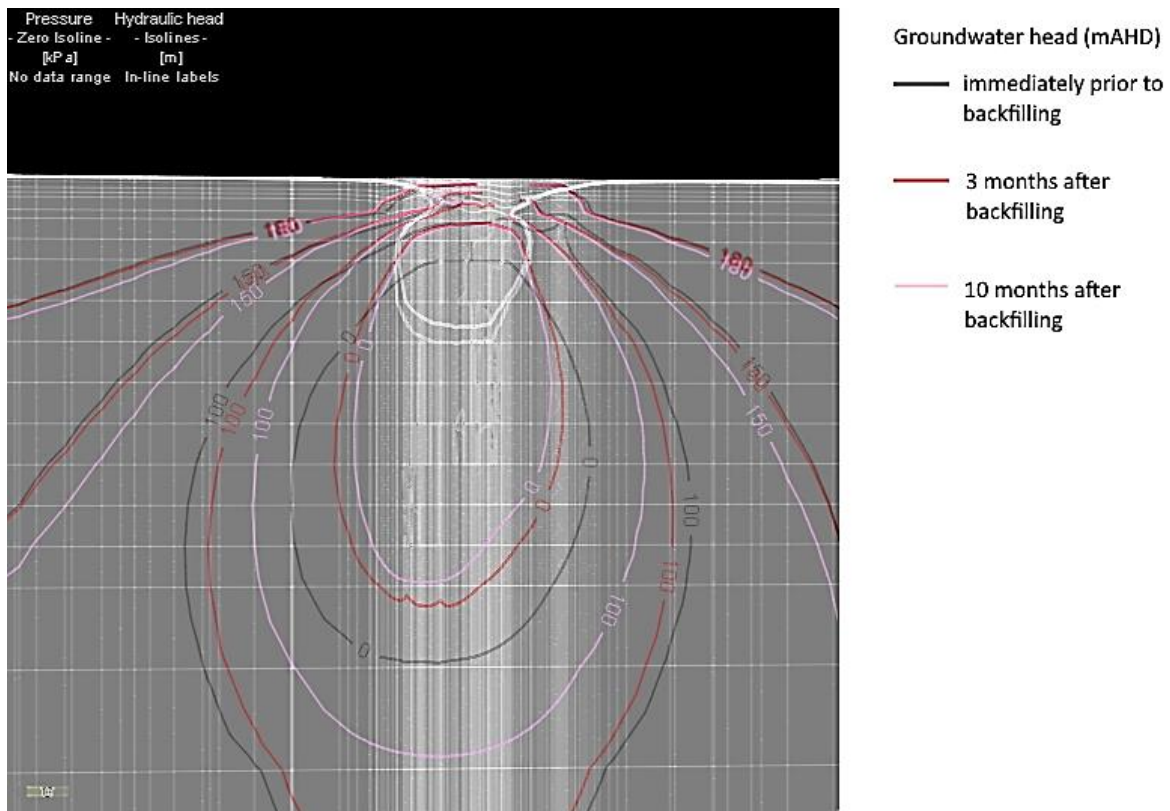 Pressure Hydraulic head
- Zero Isoline - - Isolines -
[kPa] [m]
No data range In-line labels
Groundwater head (mAHD)
immediately prior to
backfilling
3 months after
backfilling
10 months after
backfilling
180
180
180
150
150
150
150
0
0
100
100
100
0
0
0
100
100
100
0